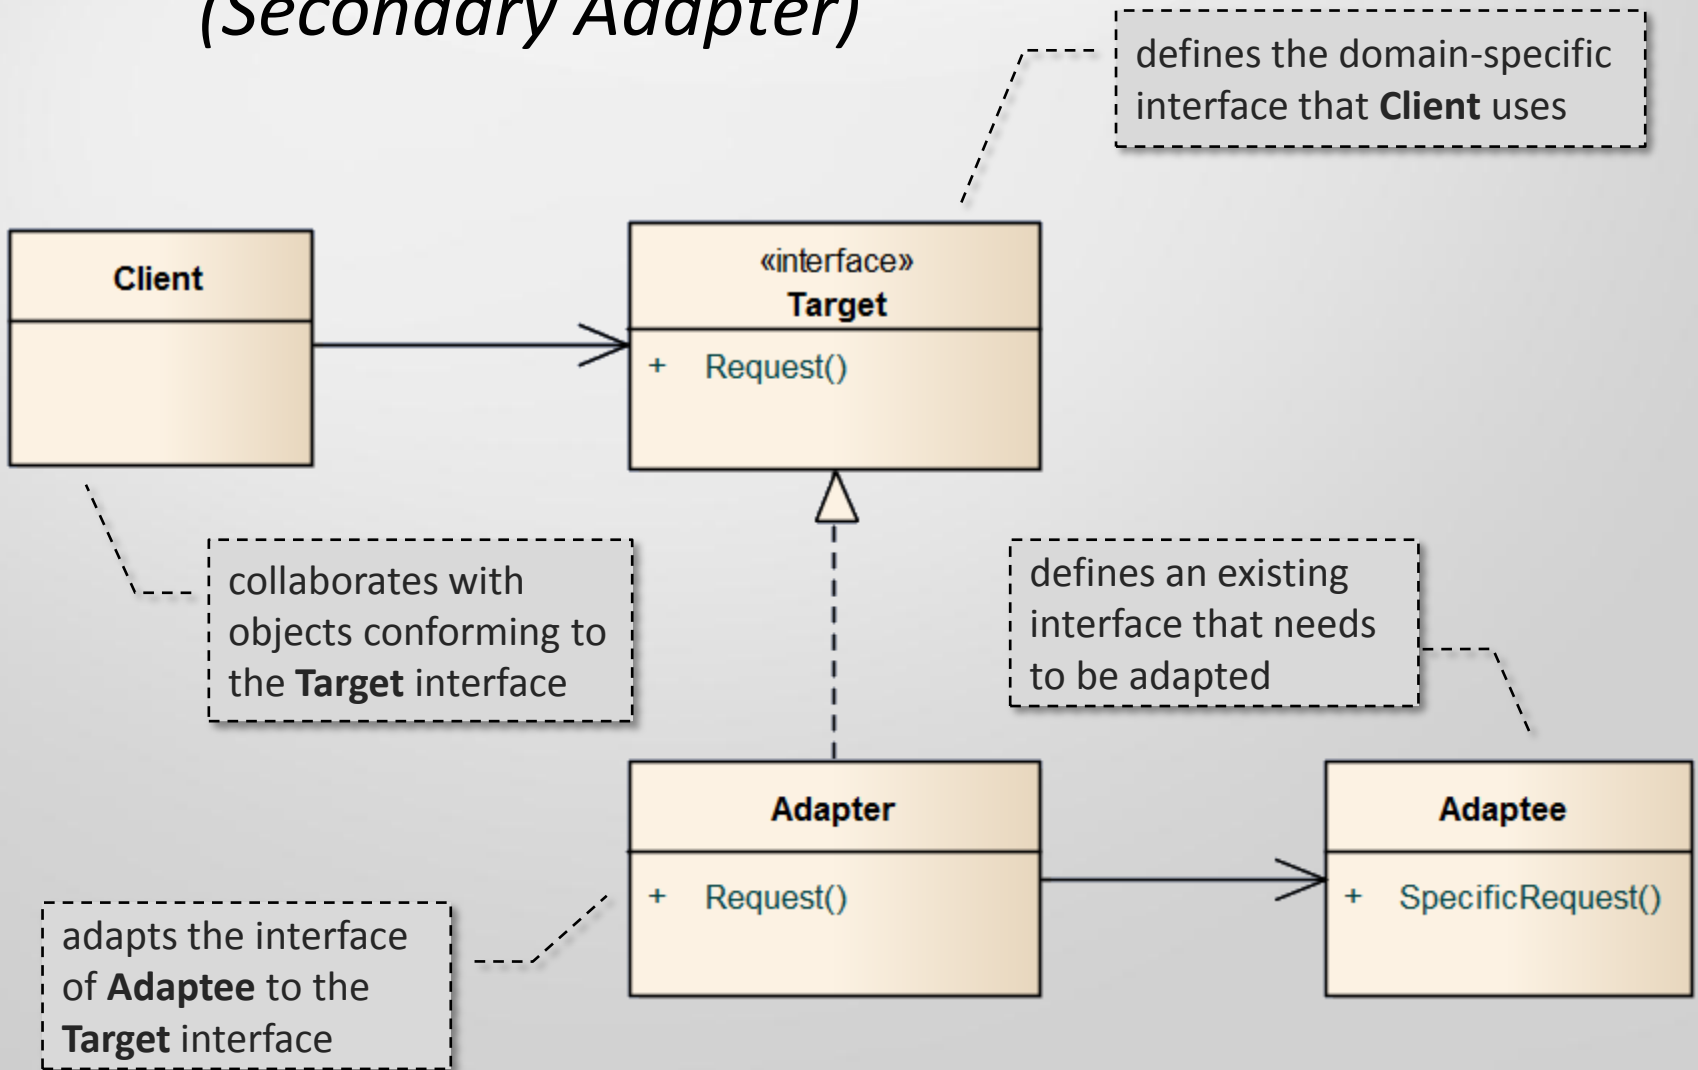 (Secondary Adapter)
defines the domain-specific
interface that Client uses
Client
«interface»
Target
+ Request()
collaborates with
objects conforming to
the Target interface
defines an existing
interface that needs
to be adapted
Adapter
+ Request()
Adaptee
+ SpecificRequest()
adapts the interface
of Adaptee to the
Target interface